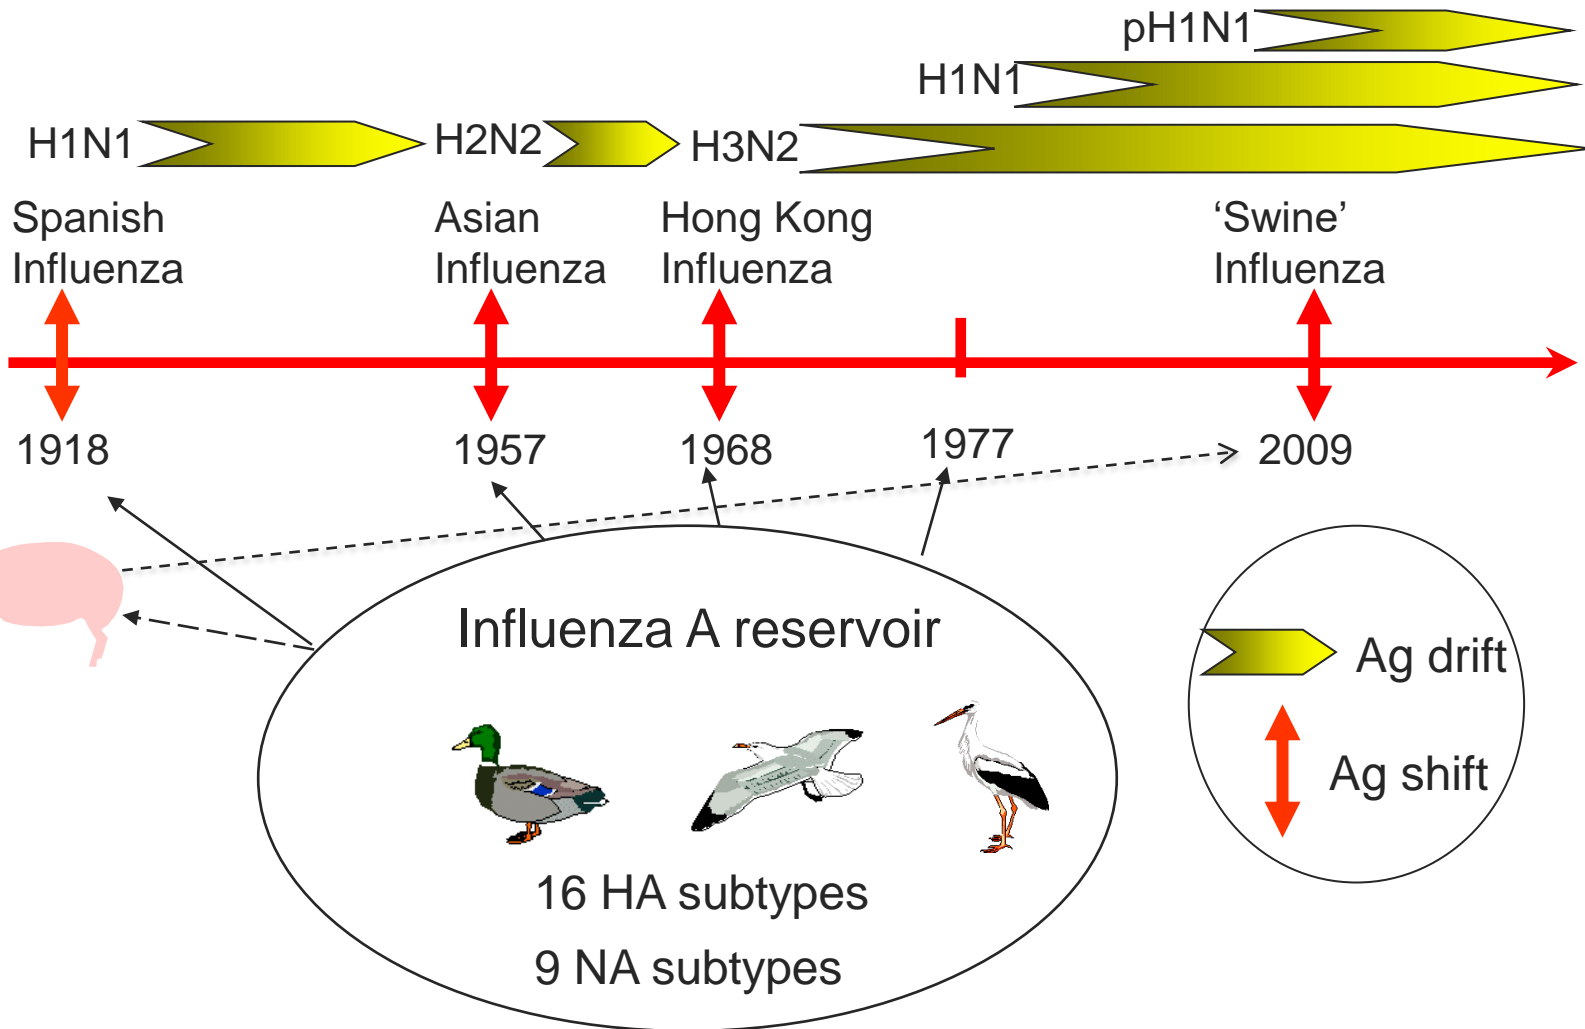 pH1N1
H1N1
H1N1
H2N2
H3N2
Spanish
Influenza
Asian
Influenza
Hong Kong
Influenza
‘Swine’
Influenza
1918
1957
1968
1977
2009
Influenza A reservoir
16 HA subtypes
9 NA subtypes
Ag drift
Ag shift